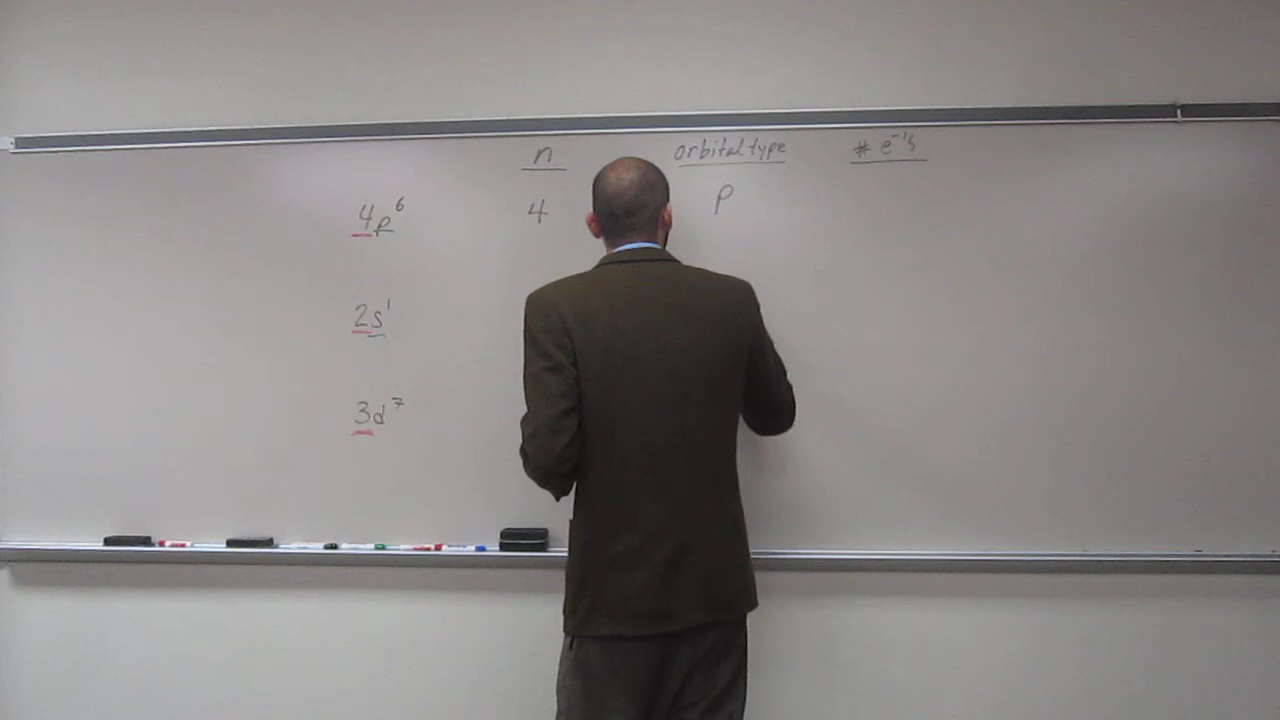 n orbital type # e⁻'s
4p⁶ 4 p
2s¹
3d⁷